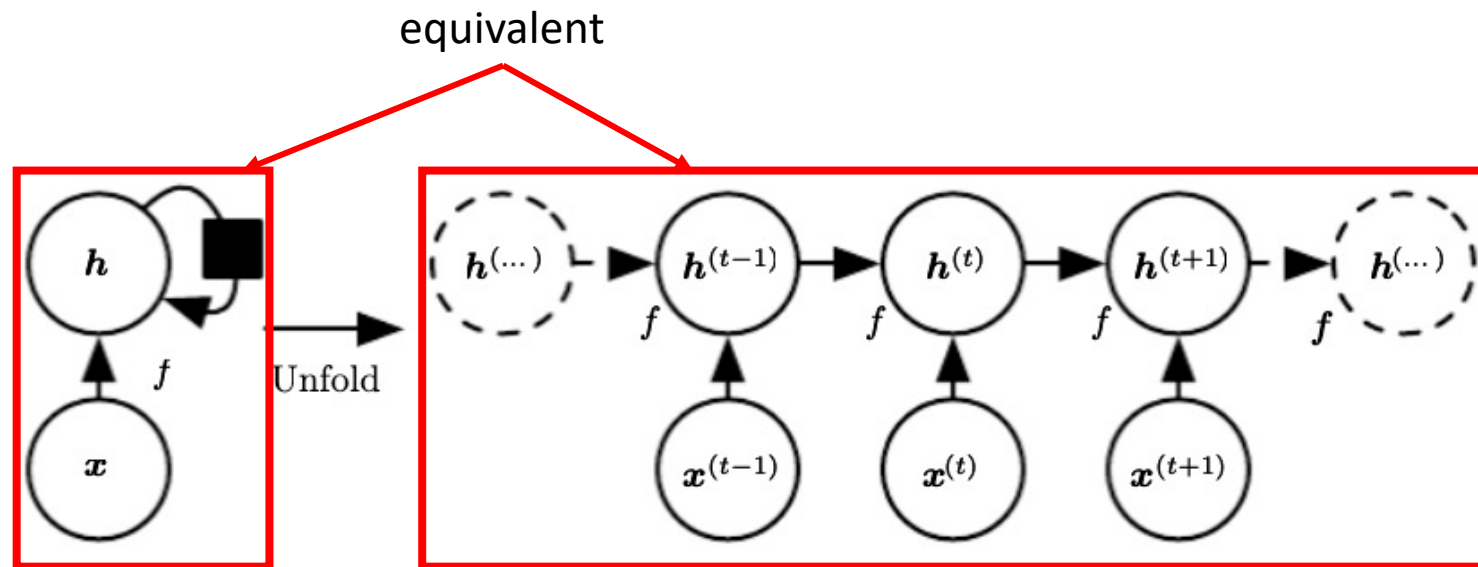 equivalent
h h^(...) h^(t−1) h^(t) h^(t+1) h^(...)
f f f f
f Unfold
x x^(t−1) x^(t) x^(t+1)